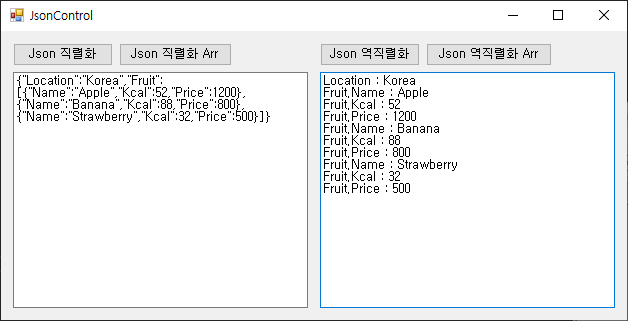 JsonControl
Json 직렬화
Json 직렬화 Arr
Json 역직렬화
Json 역직렬화 Arr
{"Location":"Korea","Fruit":
[{"Name":"Apple","Kcal":52,"Price":1200},
{"Name":"Banana","Kcal":88,"Price":800},
{"Name":"Strawberry","Kcal":32,"Price":500}]}
Location : Korea
Fruit.Name : Apple
Fruit.Kcal : 52
Fruit.Price : 1200
Fruit.Name : Banana
Fruit.Kcal : 88
Fruit.Price : 800
Fruit.Name : Strawberry
Fruit.Kcal : 32
Fruit.Price : 500